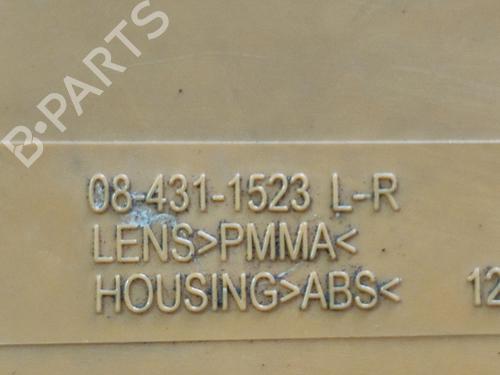 B-PARTS
08-431-1523 L-R
LENS>PMMA<
HOUSING>ABS< 12